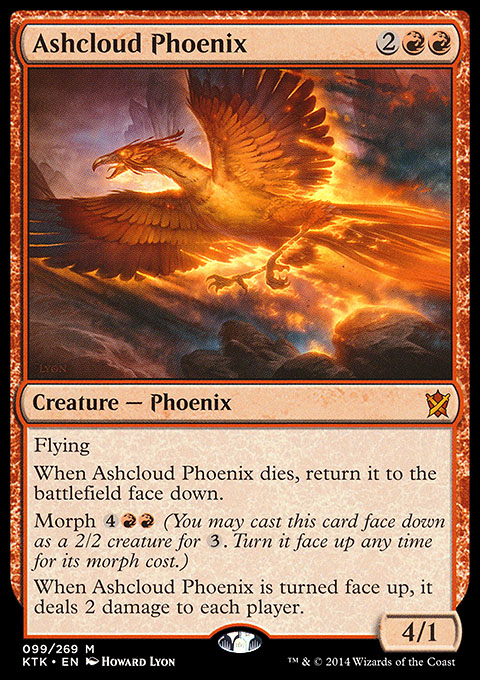 Ashcloud Phoenix 2
LYON
Creature — Phoenix
Flying
When Ashcloud Phoenix dies, return it to the
battlefield face down.
Morph 4 (You may cast this card face down
as a 2/2 creature for 3. Turn it face up any time
for its morph cost.)
When Ashcloud Phoenix is turned face up, it
deals 2 damage to each player.
4/1
099/269 M
KTK • EN Howard Lyon
™ & © 2014 Wizards of the Coast